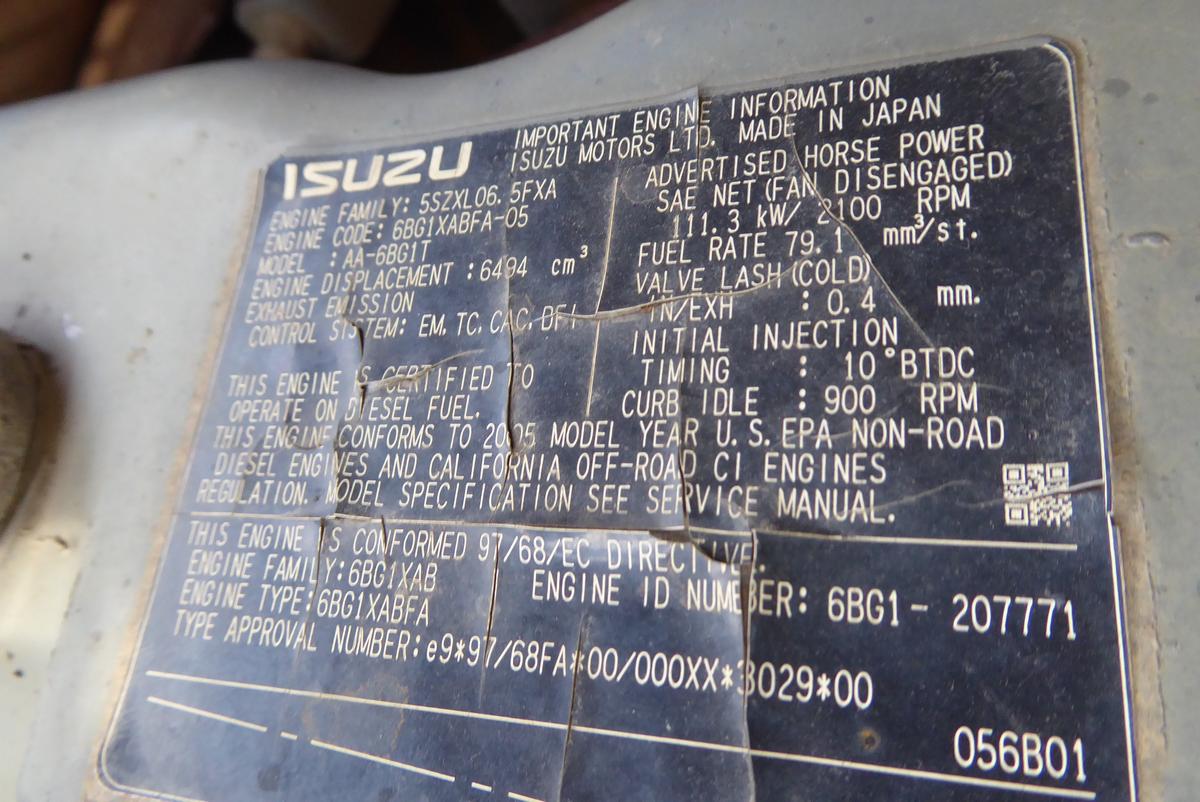 ISUZU
IMPORTANT ENGINE INFORMATION
ISUZU MOTORS LTD. MADE IN JAPAN
ENGINE FAMILY: 5SZXL06.5FXA
ENGINE CODE: 6BG1XABFA-05
MODEL : AA-6BG1T
ENGINE DISPLACEMENT : 6494 cm³
EXHAUST EMISSION
CONTROL SYSTEM: EM, TC, CAC,
THIS ENGINE IS CERTIFIED TO
OPERATE ON DIESEL FUEL.
ADVERTISED HORSE POWER
SAE NET (FAN DISENGAGED)
111.3 kW/ 2100 RPM
FUEL RATE 79.1 mm³/st.
VALVE LASH (COLD)
IN/EXH : 0.4 mm.
INITIAL INJECTION
TIMING : 10°BTDC
CURB IDLE : 900 RPM
THIS ENGINE CONFORMS TO 2005 MODEL YEAR U.S. EPA NON-ROAD
DIESEL ENGINES AND CALIFORNIA OFF-ROAD CI ENGINES
REGULATION. MODEL SPECIFICATION SEE SERVICE MANUAL.
THIS ENGINE IS CONFORMED 97/68/EC DIRECTIVE.
ENGINE FAMILY: 6BG1XAB
ENGINE TYPE: 6BG1XABFA
ENGINE ID NUMBER: 6BG1- 207771
TYPE APPROVAL NUMBER: e9*97/68FA*00/000XX*3029*00
056B01